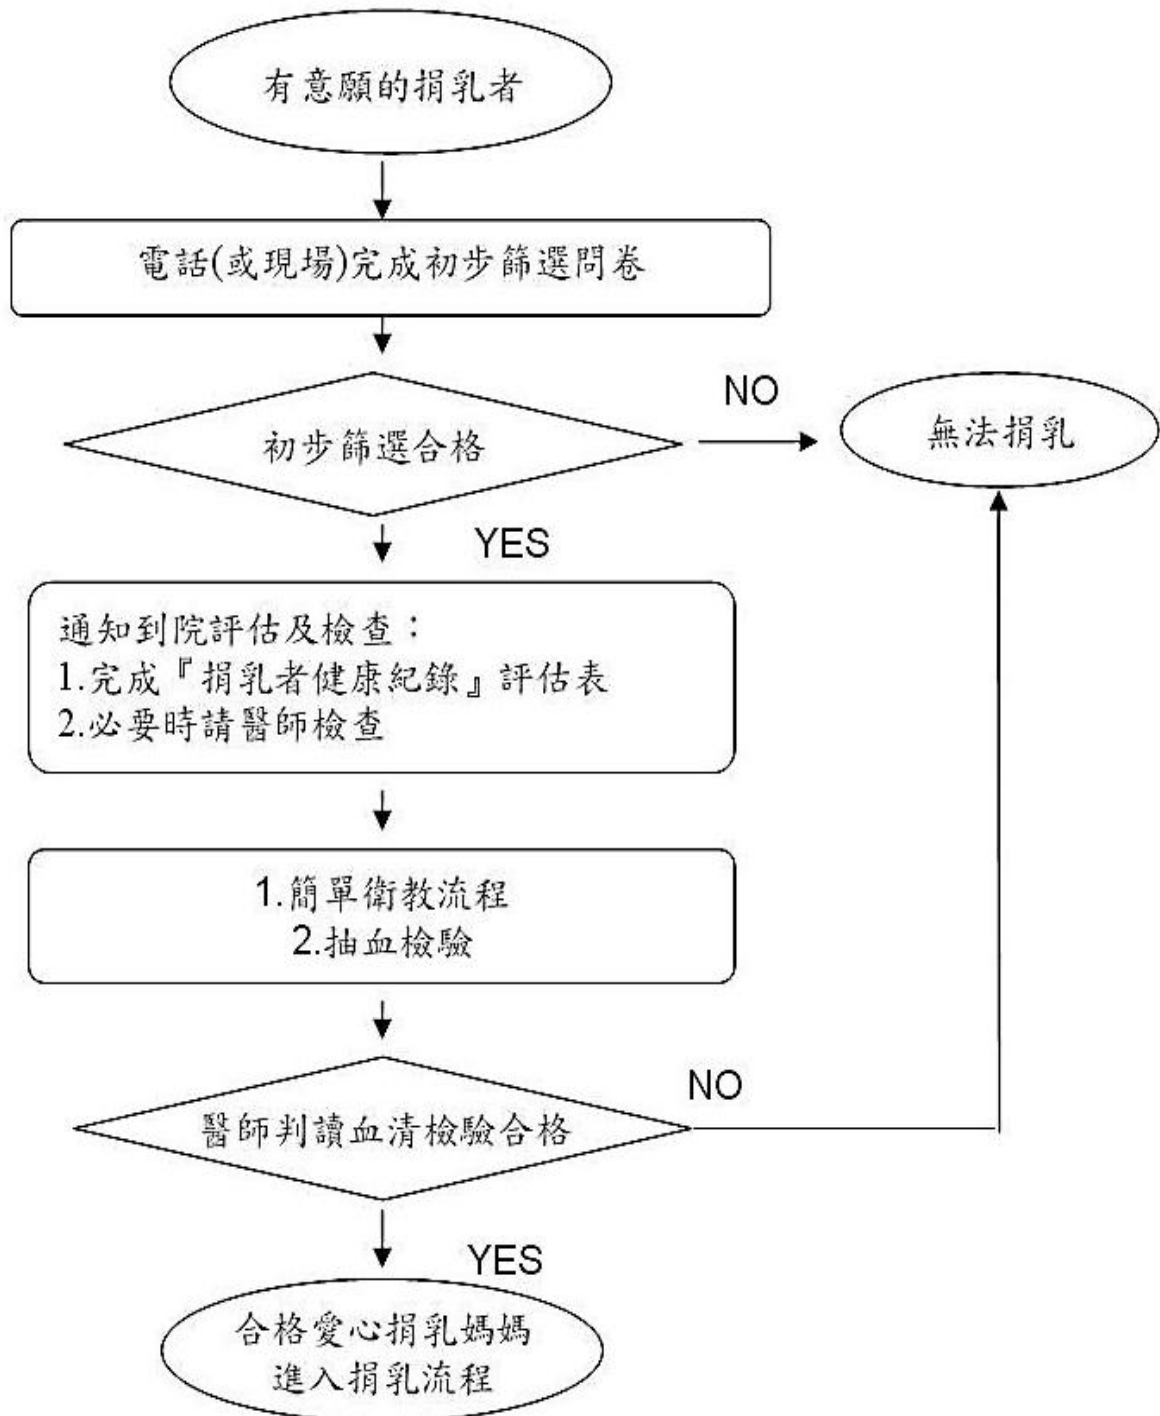 有意願的捐乳者
電話(或現場)完成初步篩選問卷
初步篩選合格
NO
無法捐乳
YES
通知到院評估及檢查：
1.完成『捐乳者健康紀錄』評估表
2.必要時請醫師檢查
1.簡單衛教流程
2.抽血檢驗
醫師判讀血清檢驗合格
NO
YES
合格愛心捐乳媽媽
進入捐乳流程